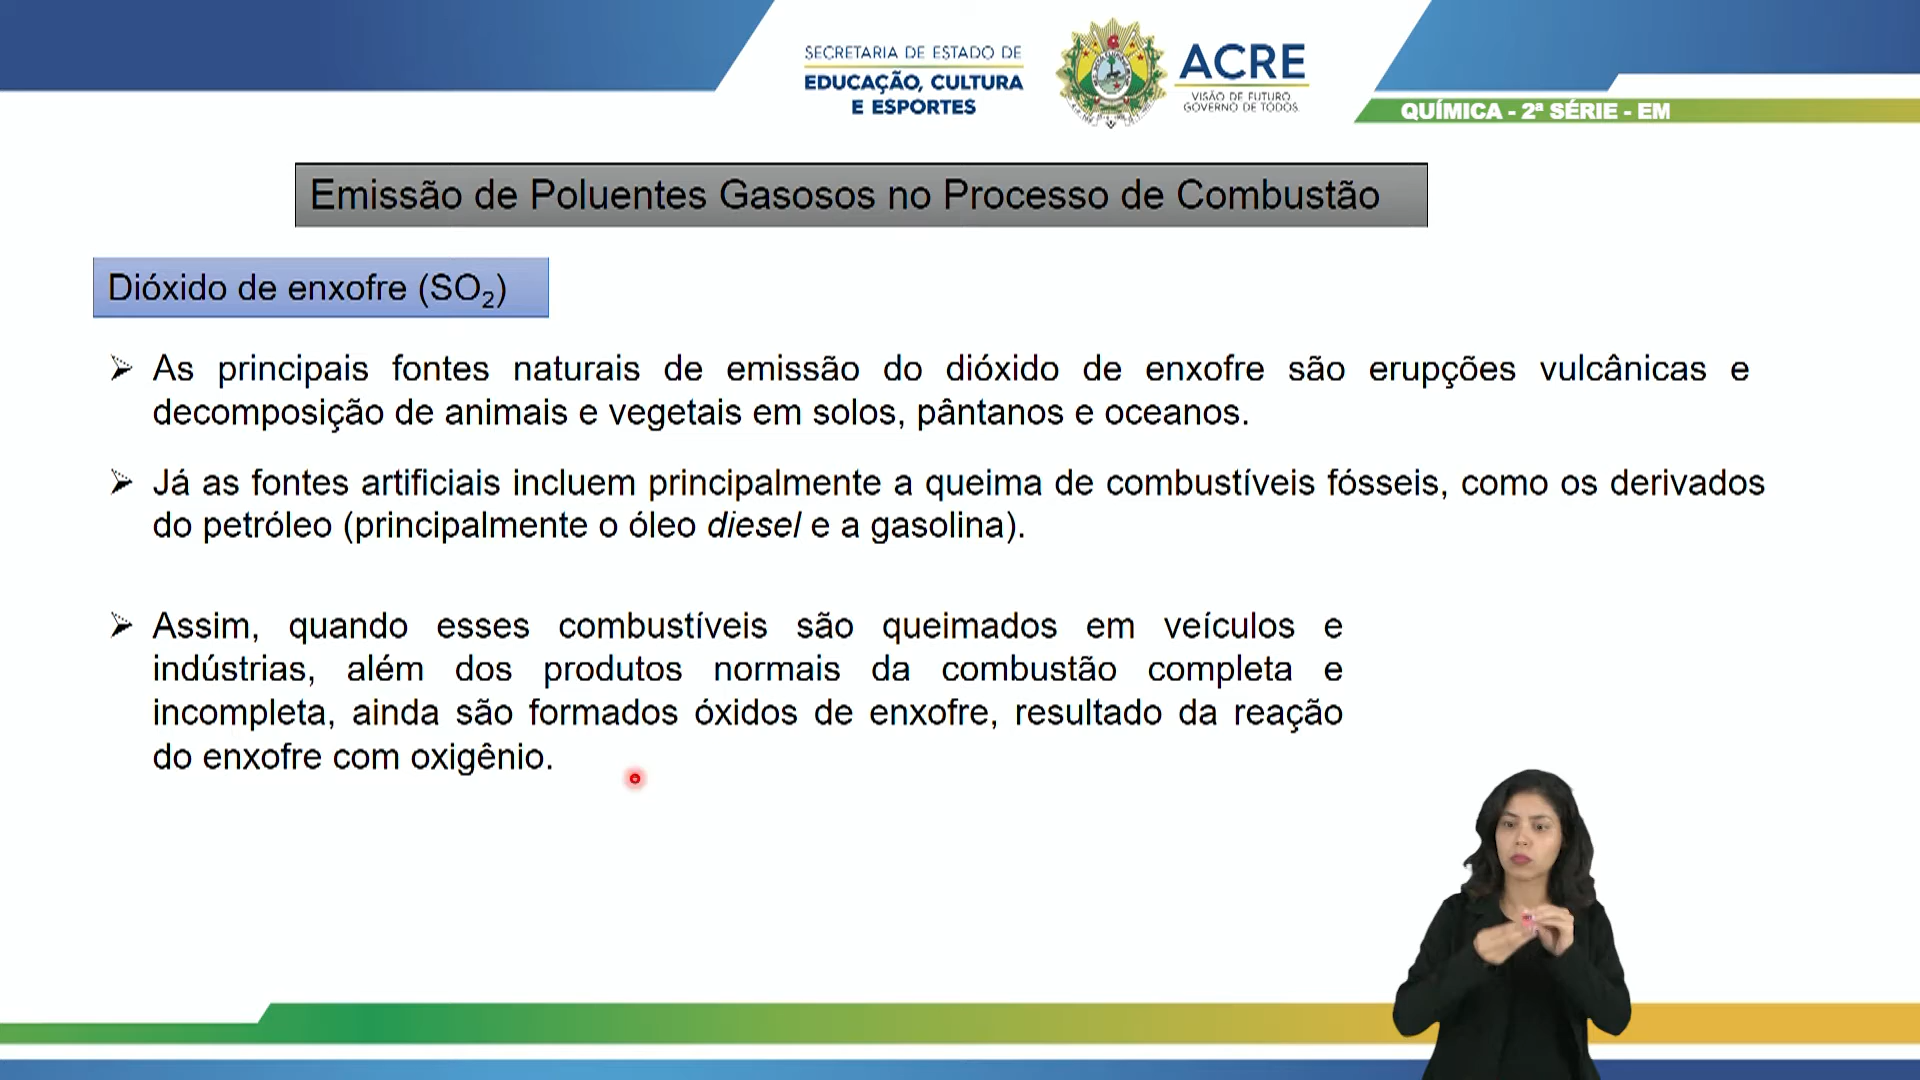 SECRETARIA DE ESTADO DE
EDUCAÇÃO, CULTURA
E ESPORTES
ACRE
VISÃO DE FUTURO
GOVERNO DE TODOS
QUÍMICA - 2ª SÉRIE - EM
Emissão de Poluentes Gasosos no Processo de Combustão
Dióxido de enxofre (SO₂)
➢ As principais fontes naturais de emissão do dióxido de enxofre são erupções vulcânicas e
decomposição de animais e vegetais em solos, pântanos e oceanos.
➢ Já as fontes artificiais incluem principalmente a queima de combustíveis fósseis, como os derivados
do petróleo (principalmente o óleo diesel e a gasolina).
➢ Assim, quando esses combustíveis são queimados em veículos e
indústrias, além dos produtos normais da combustão completa e
incompleta, ainda são formados óxidos de enxofre, resultado da reação
do enxofre com oxigênio.